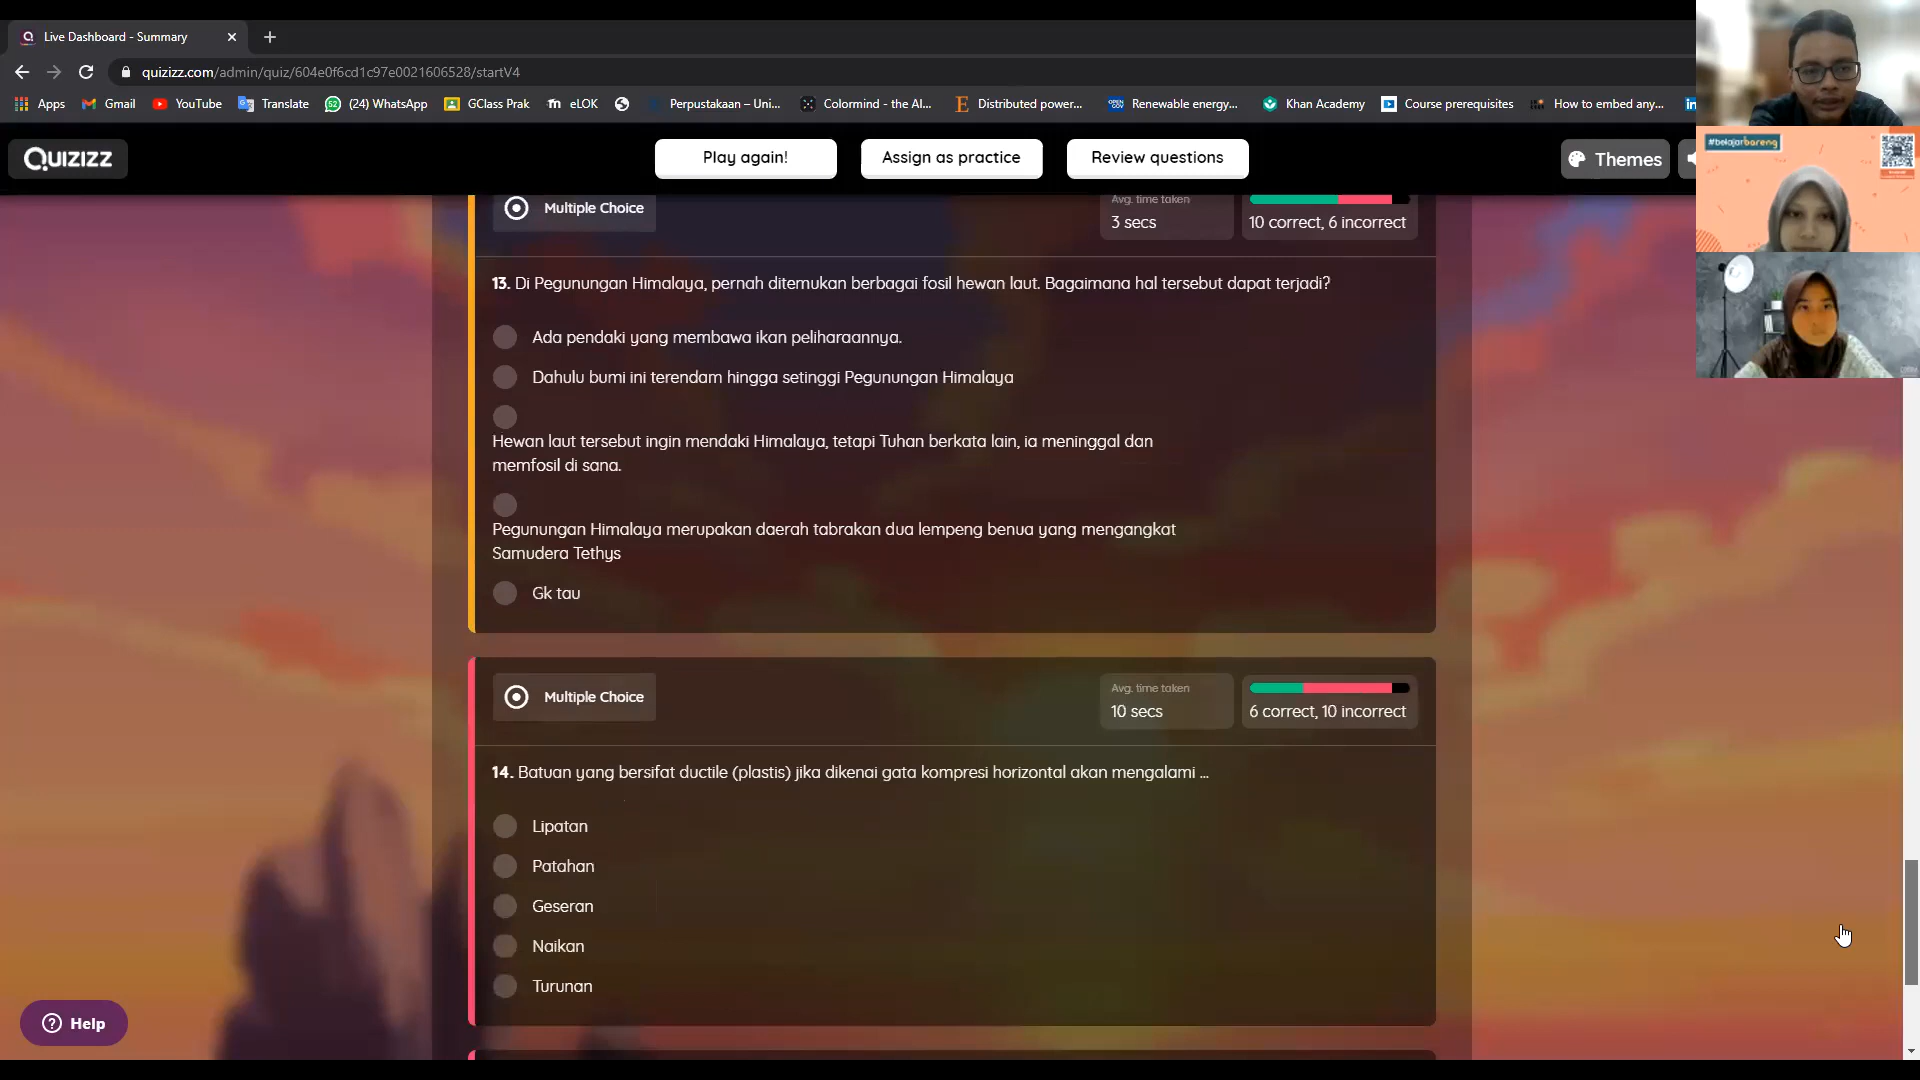 Live Dashboard - Summary
quizizz.com/admin/quiz/604e0f6cd1c97e0021606528/startV4
Apps Gmail YouTube Translate (24) WhatsApp GClass Prak eLOK Perpustakaan – Uni... Colormind - the AI... Distributed power... Renewable energy... Khan Academy Course prerequisites How to embed any...
#belajarbareng
Quizizz
Play again!
Assign as practice
Review questions
Themes
Multiple Choice
Avg. time taken
3 secs
10 correct, 6 incorrect
13. Di Pegunungan Himalaya, pernah ditemukan berbagai fosil hewan laut. Bagaimana hal tersebut dapat terjadi?
Ada pendaki yang membawa ikan peliharaannya.
Dahulu bumi ini terendam hingga setinggi Pegunungan Himalaya
Hewan laut tersebut ingin mendaki Himalaya, tetapi Tuhan berkata lain, ia meninggal dan
memfosil di sana.
Pegunungan Himalaya merupakan daerah tabrakan dua lempeng benua yang mengangkat
Samudera Tethys
Gk tau
Multiple Choice
Avg. time taken
10 secs
6 correct, 10 incorrect
14. Batuan yang bersifat ductile (plastis) jika dikenai gata kompresi horizontal akan mengalami ...
Lipatan
Patahan
Geseran
Naikan
Turunan
Help